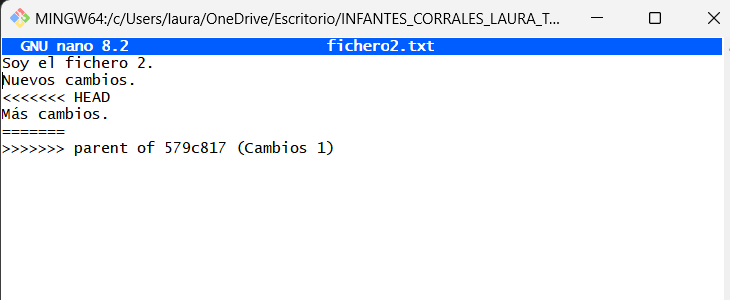 MINGW64:/c/Users/laura/OneDrive/Escritorio/INFANTES_CORRALES_LAURA_T...
GNU nano 8.2 fichero2.txt
Soy el fichero 2.
Nuevos cambios.
<<<<<<< HEAD
Más cambios.
=======
>>>>>>> parent of 579c817 (Cambios 1)